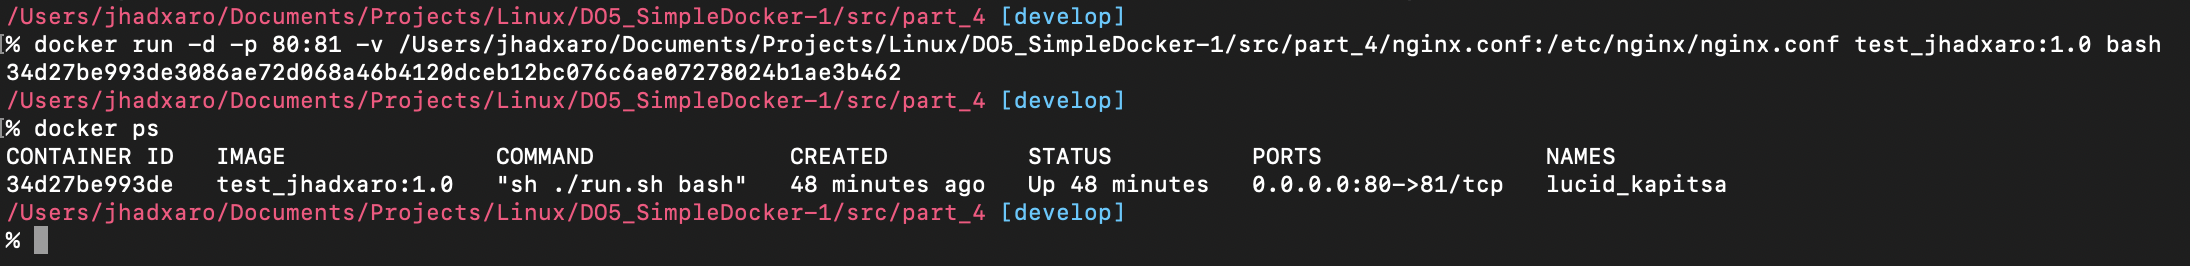 /Users/jhadxaro/Documents/Projects/Linux/DO5_SimpleDocker-1/src/part_4 [develop]
% docker run -d -p 80:81 -v /Users/jhadxaro/Documents/Projects/Linux/DO5_SimpleDocker-1/src/part_4/nginx.conf:/etc/nginx/nginx.conf test_jhadxaro:1.0 bash
34d27be993de3086ae72d068a46b4120dceb12bc076c6ae07278024b1ae3b462
/Users/jhadxaro/Documents/Projects/Linux/DO5_SimpleDocker-1/src/part_4 [develop]
% docker ps
CONTAINER ID   IMAGE               COMMAND              CREATED          STATUS          PORTS                NAMES
34d27be993de   test_jhadxaro:1.0   "sh ./run.sh bash"   48 minutes ago   Up 48 minutes   0.0.0.0:80->81/tcp   lucid_kapitsa
/Users/jhadxaro/Documents/Projects/Linux/DO5_SimpleDocker-1/src/part_4 [develop]
%